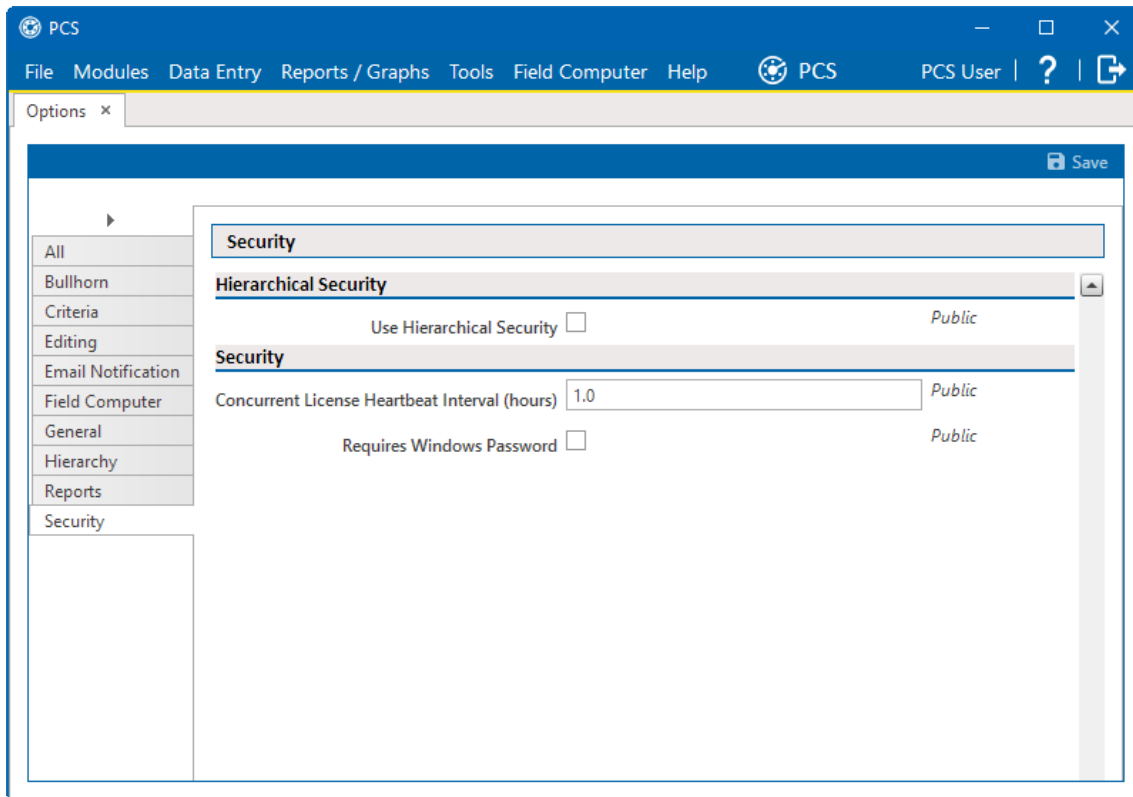 PCS
File Modules Data Entry Reports / Graphs Tools Field Computer Help PCS PCS User | ? |
Options ×
Save
All
Bullhorn
Criteria
Editing
Email Notification
Field Computer
General
Hierarchy
Reports
Security
Security
Hierarchical Security
Use Hierarchical Security Public
Security
Concurrent License Heartbeat Interval (hours) 1.0 Public
Requires Windows Password Public